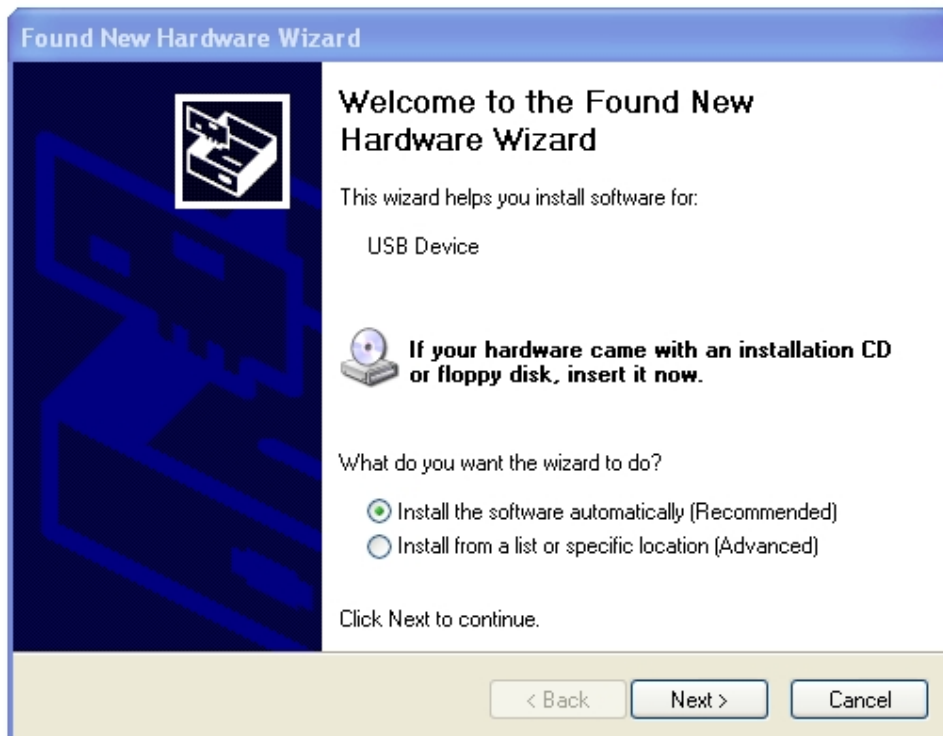 Found New Hardware Wizard
Welcome to the Found New
Hardware Wizard
This wizard helps you install software for:
USB Device
If your hardware came with an installation CD
or floppy disk, insert it now.
What do you want the wizard to do?
Install the software automatically (Recommended)
Install from a list or specific location (Advanced)
Click Next to continue.
< Back Next > Cancel